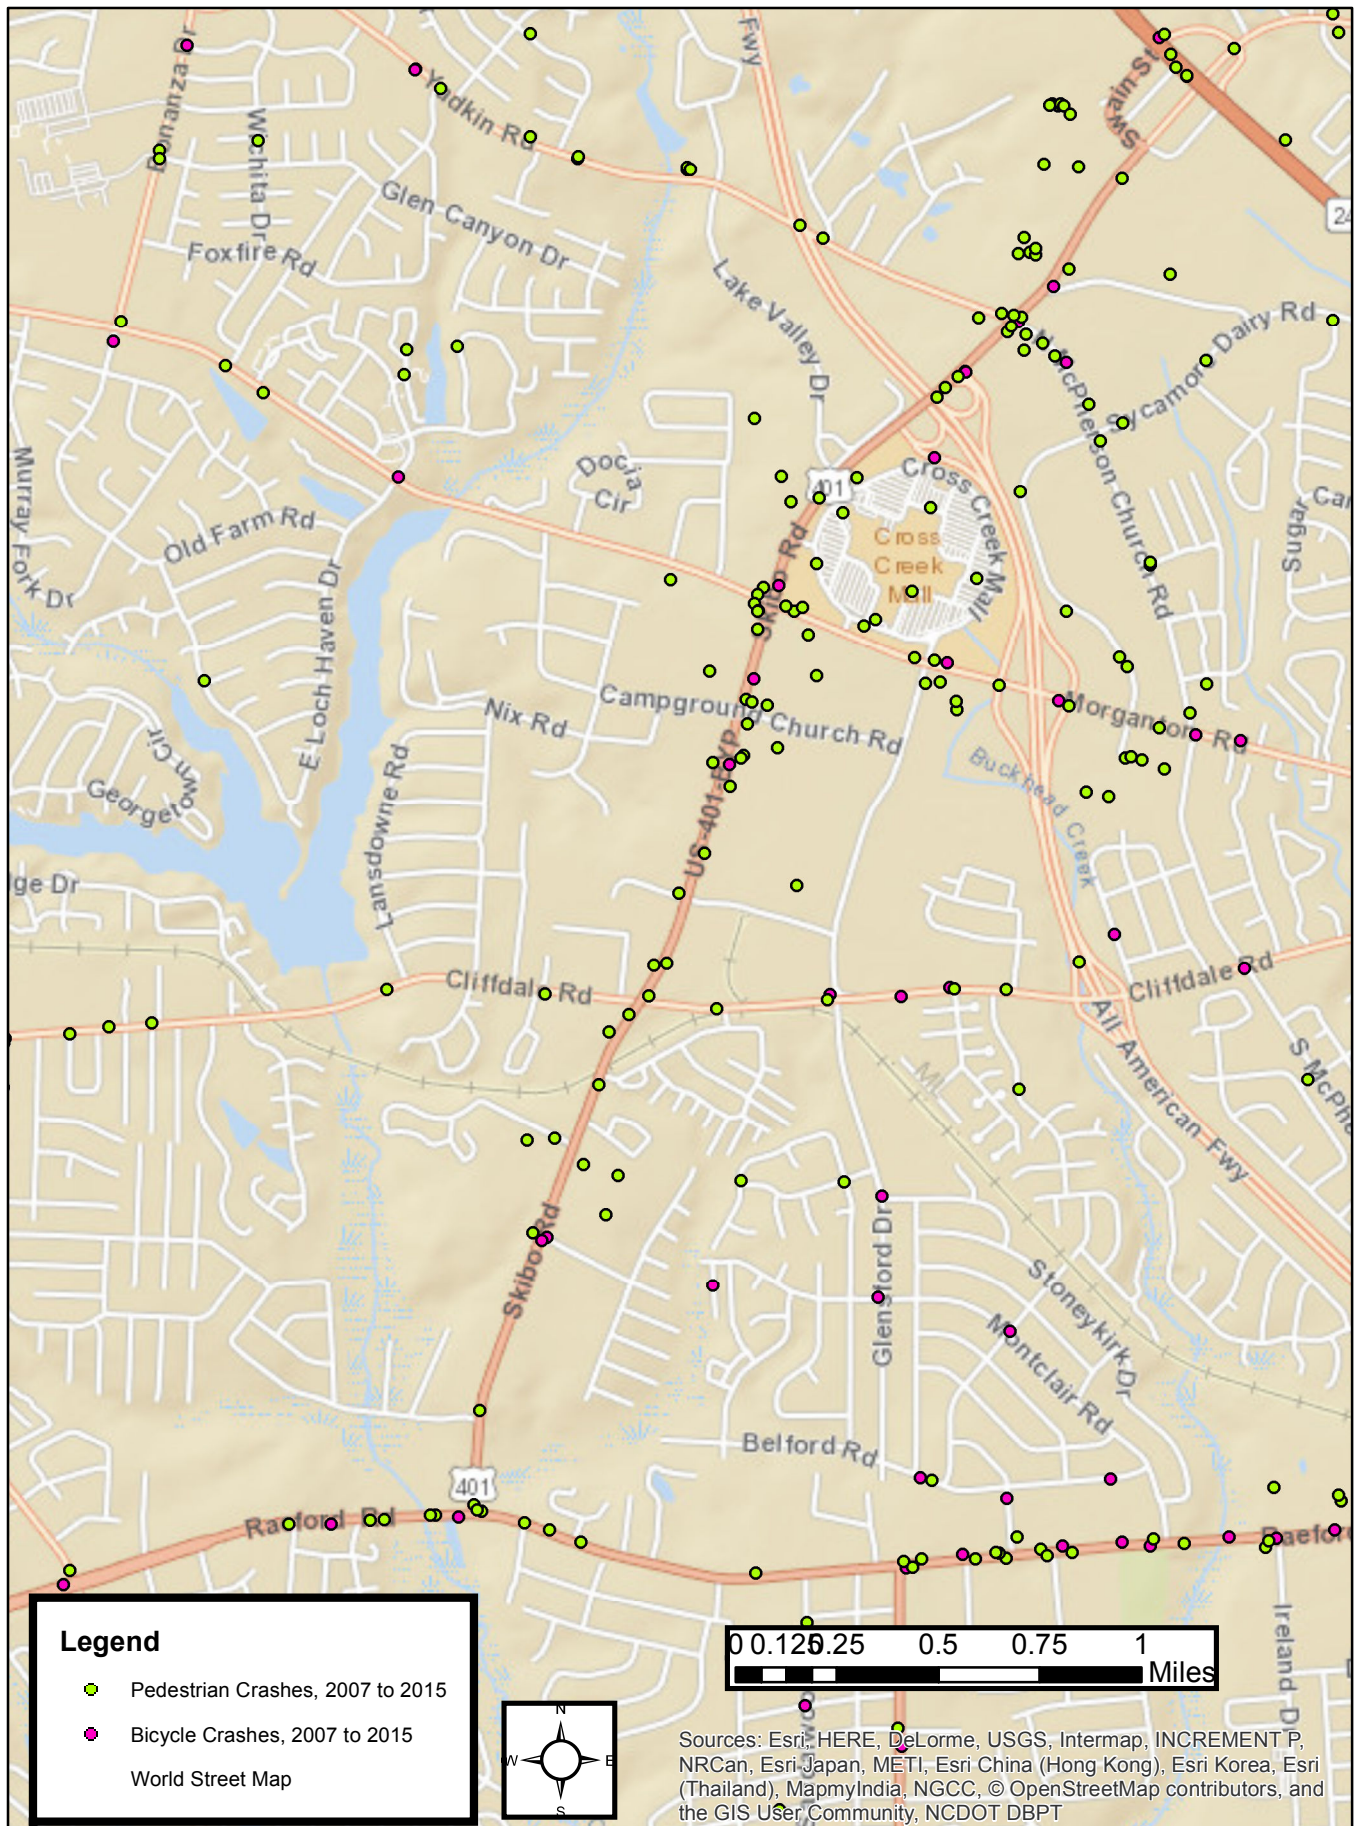 Fwy
Bonanza Dr
Yadkin Rd
Swain St
Wichita Dr
Glen Canyon Dr
24
Foxfire Rd
Lake Valley Dr
Sycamore Dairy Rd
N McPherson Church Rd
Murray Fork Dr
Docia
Cir
401
Cross Creek Mall
Sugar
Old Farm Rd
Cross
Creek
Mall
Skibo Rd
E Loch Haven Dr
Campground Church Rd
Nix Rd
Morganton Rd
Georgetown Cir
Lansdowne Rd
US-401-BYP
Buckhead Creek
Cliffdale Rd
Cliffdale Rd
All American Fwy
S McPhe
Skibo Rd
Glensford Dr
Stoneykirk Dr
Montclair Rd
Belford Rd
401
Raeford Rd
Raefor
Ireland Dr
Legend
Pedestrian Crashes, 2007 to 2015
Bicycle Crashes, 2007 to 2015
World Street Map
N
W E
S
0 0.125 0.25 0.5 0.75 1
Miles
Sources: Esri, HERE, DeLorme, USGS, Intermap, INCREMENT P,
NRCan, Esri Japan, METI, Esri China (Hong Kong), Esri Korea, Esri
(Thailand), MapmyIndia, NGCC, © OpenStreetMap contributors, and
the GIS User Community, NCDOT DBPT